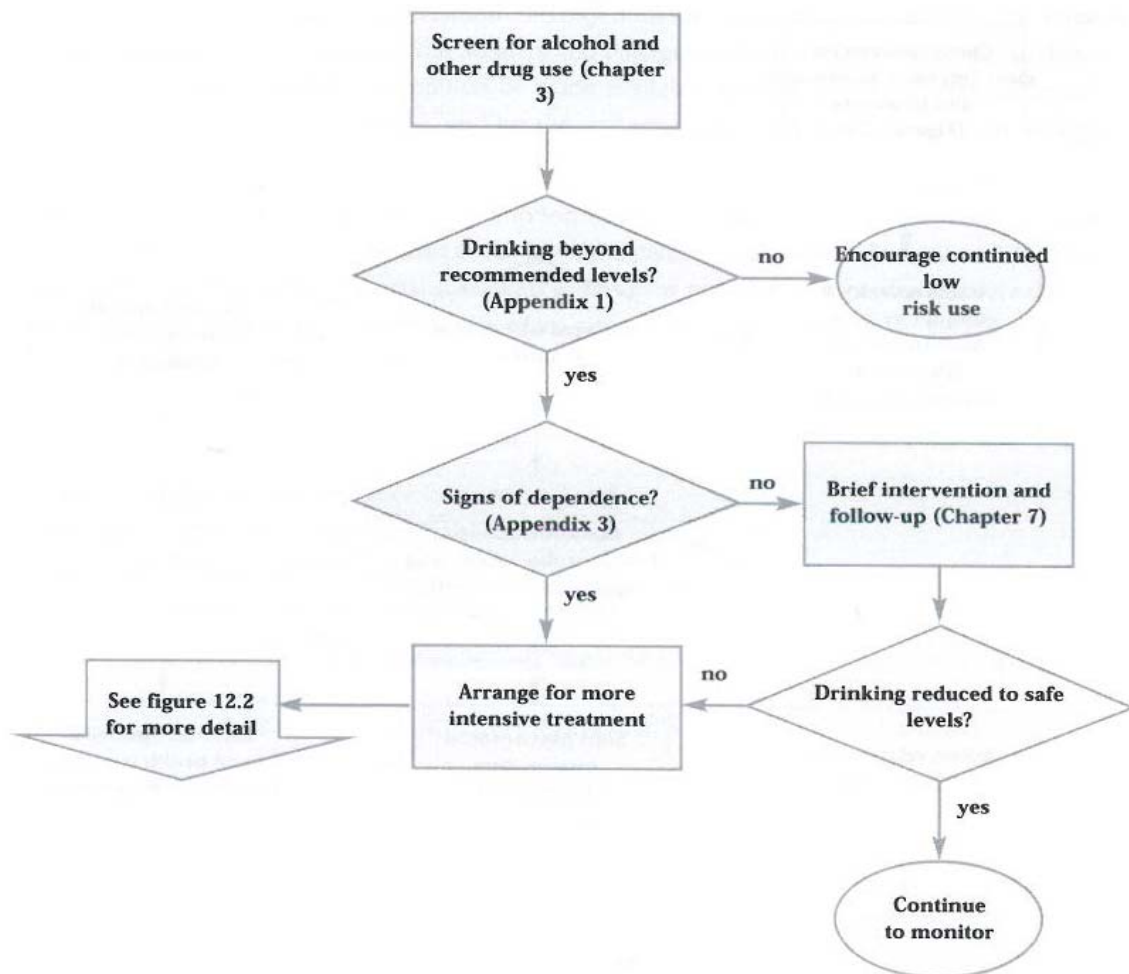 Screen for alcohol and
other drug use (chapter
3)
Drinking beyond
recommended levels?
(Appendix 1)
no
Encourage continued
low
risk use
yes
Signs of dependence?
(Appendix 3)
no
Brief intervention and
follow-up (Chapter 7)
yes
See figure 12.2
for more detail
Arrange for more
intensive treatment
no
Drinking reduced to safe
levels?
yes
Continue
to monitor